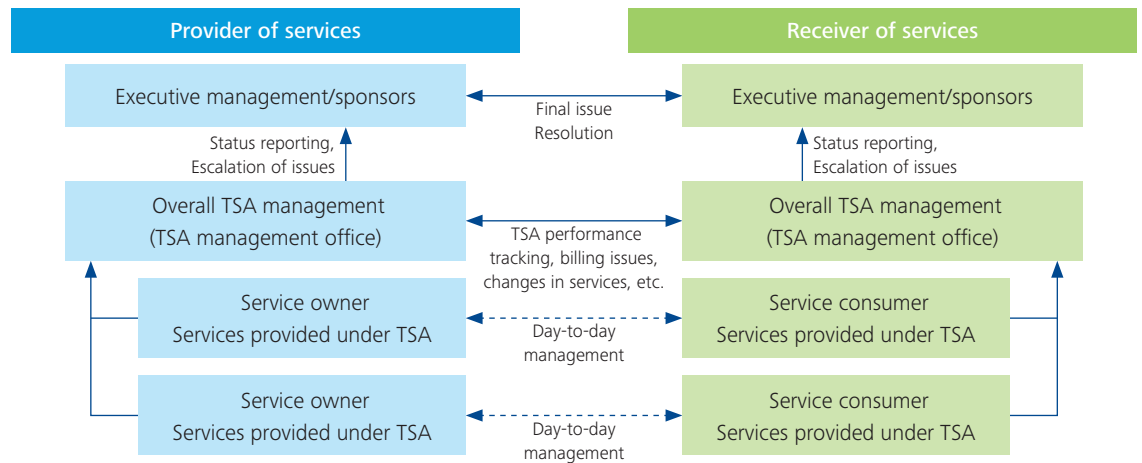 Provider of services
Receiver of services
Executive management/sponsors
Final issue
Resolution
Executive management/sponsors
Status reporting,
Escalation of issues
Status reporting,
Escalation of issues
Overall TSA management
(TSA management office)
TSA performance
tracking, billing issues,
changes in services, etc.
Overall TSA management
(TSA management office)
Service owner
Services provided under TSA
Day-to-day
management
Service consumer
Services provided under TSA
Service owner
Services provided under TSA
Day-to-day
management
Service consumer
Services provided under TSA